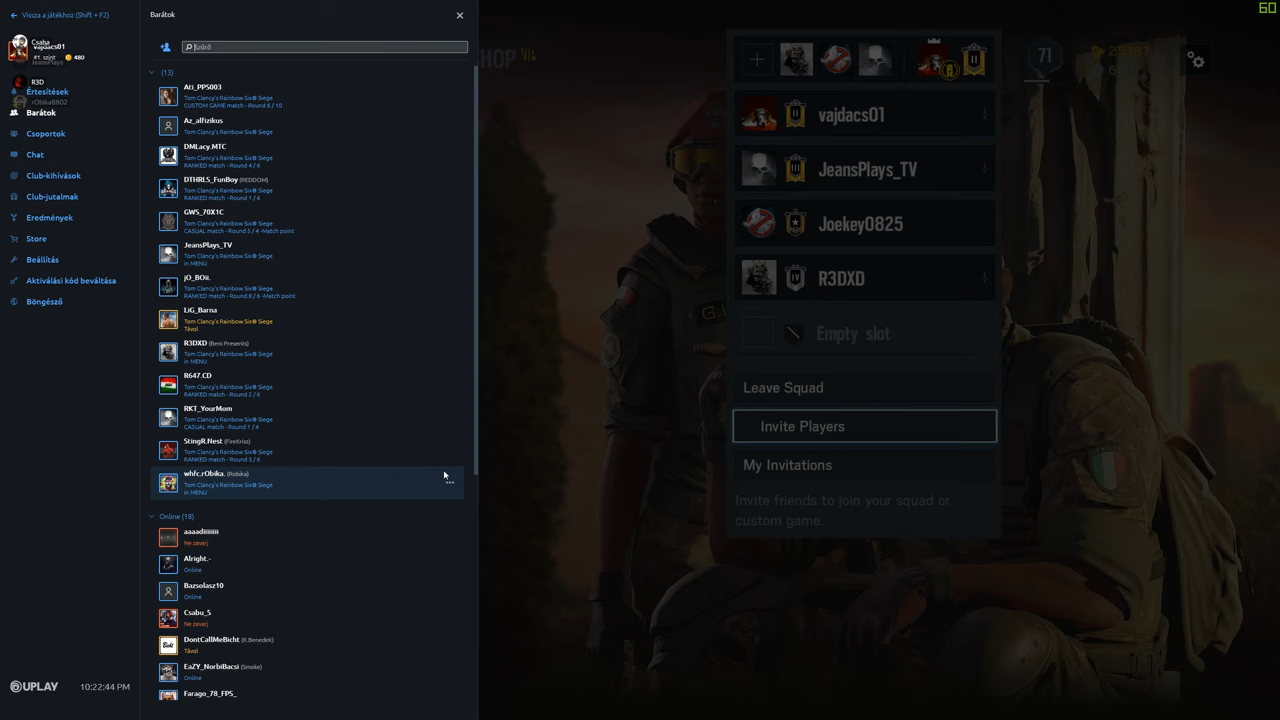 Vissza a játékhoz (Shift + F2)
Csaba
vajdacs01
41. szint 480
JeansPlays
R3D
Értesítések
rObika8802
Barátok
Csoportok
Chat
Club-kihívások
Club-jutalmak
Eredmények
Store
Beállítás
Aktiválási kód beváltása
Böngésző
UPLAY
10:22:44 PM
Barátok
Szűrő
(13)
Ati_PP5003
Tom Clancy's Rainbow Six® Siege
CUSTOM GAME match - Round 6 / 10
Az_alfizikus
Tom Clancy's Rainbow Six® Siege
DMLacy.MTC
Tom Clancy's Rainbow Six® Siege
RANKED match - Round 4 / 6
DTHRLS_FunBoy (REDDOM)
Tom Clancy's Rainbow Six® Siege
RANKED match - Round 1 / 6
GWS_70X1C
Tom Clancy's Rainbow Six® Siege
CASUAL match - Round 5 / 4 -Match point
JeansPlays_TV
Tom Clancy's Rainbow Six® Siege
in MENU
jO_BOii.
Tom Clancy's Rainbow Six® Siege
RANKED match - Round 8 / 6 -Match point
LiG_Barna
Tom Clancy's Rainbow Six® Siege
Távol
R3DXD (Beni Presents)
Tom Clancy's Rainbow Six® Siege
in MENU
R647.CD
Tom Clancy's Rainbow Six® Siege
RANKED match - Round 2 / 6
RKT_YourMom
Tom Clancy's Rainbow Six® Siege
CASUAL match - Round 1 / 4
StingR.Nest (FireKrisz)
Tom Clancy's Rainbow Six® Siege
RANKED match - Round 3 / 6
whfc.rObika. (Robika)
Tom Clancy's Rainbow Six® Siege
in MENU
Online (18)
aaaadiiiiiiiii
Ne zavarj
Alright.-
Online
Bazsolasz10
Online
Csabu_S
Ne zavarj
DontCallMeBicht (K.Benedek)
Távol
EaZY_NorbiBacsi (Smoke)
Online
Farago_78_FPS_
HOP
71
25987
6
60
vajdacs01
JeansPlays_TV
Joekey0825
R3DXD
Empty slot
Leave Squad
Invite Players
My Invitations
Invite friends to join your squad or
custom game.